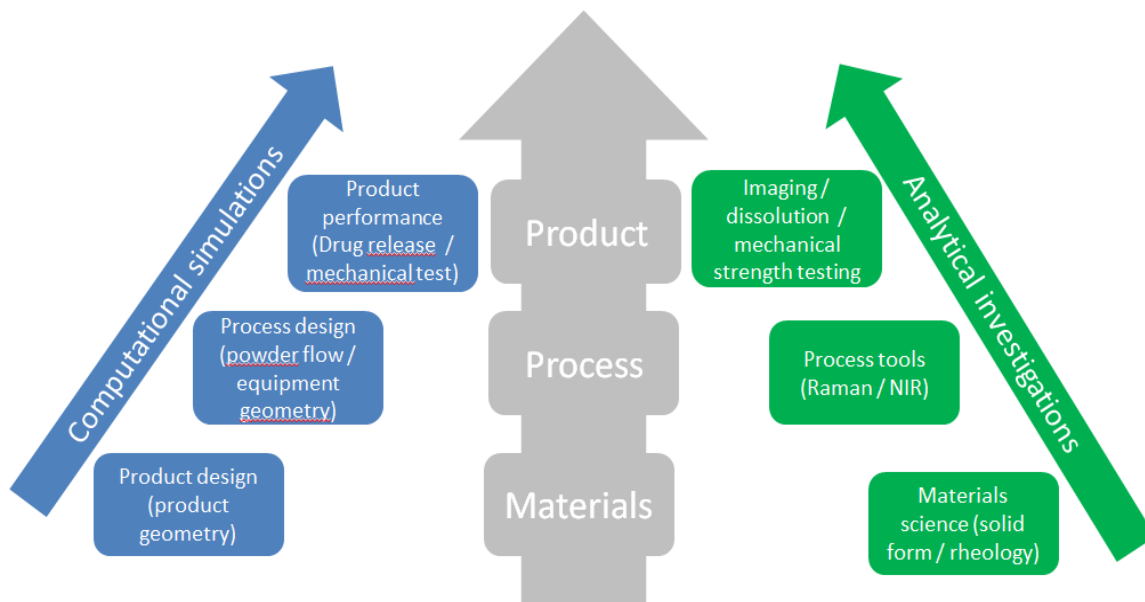 Computational simulations
Product
performance
(Drug release /
mechanical test)
Process design
(powder flow /
equipment
geometry)
Product design
(product
geometry)
Product
Process
Materials
Imaging /
dissolution /
mechanical
strength testing
Process tools
(Raman / NIR)
Materials
science (solid
form / rheology)
Analytical investigations